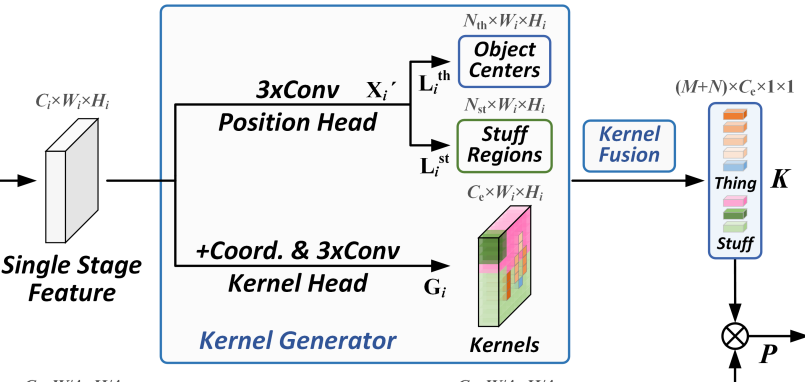 C_i×W_i×H_i
Single Stage
Feature
3xConv
Position Head
X_i´
L_i^th
L_i^st
N_th×W_i×H_i
Object
Centers
N_st×W_i×H_i
Stuff
Regions
+Coord. & 3xConv
Kernel Head
G_i
C_e×W_i×H_i
Kernels
Kernel Generator
Kernel
Fusion
(M+N)×C_e×1×1
Thing
Stuff
K
P